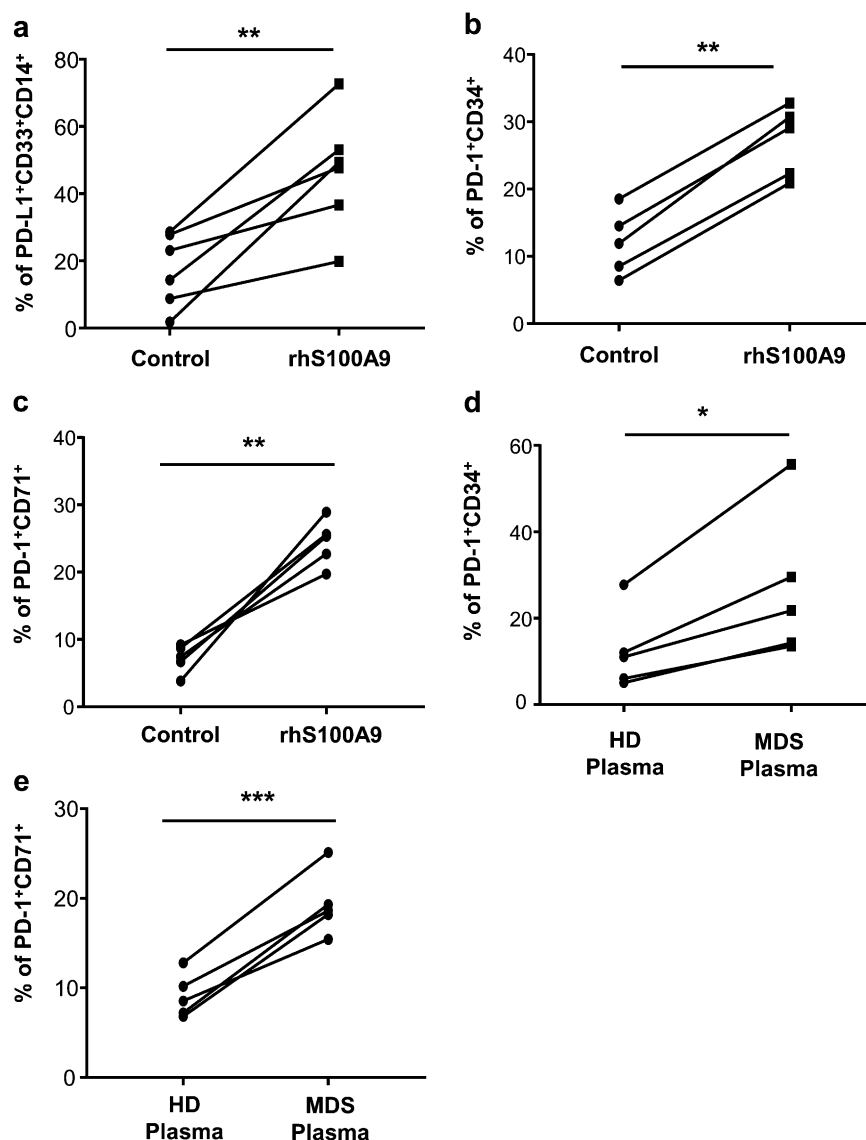 a
**
% of PD-L1⁺CD33⁺CD14⁺
80
60
40
20
0
Control rhS100A9
b
**
% of PD-1⁺CD34⁺
40
30
20
10
0
Control rhS100A9
c
**
% of PD-1⁺CD71⁺
40
30
20
10
0
Control rhS100A9
d
*
% of PD-1⁺CD34⁺
60
40
20
0
HD MDS
Plasma Plasma
e
***
% of PD-1⁺CD71⁺
30
20
10
0
HD MDS
Plasma Plasma